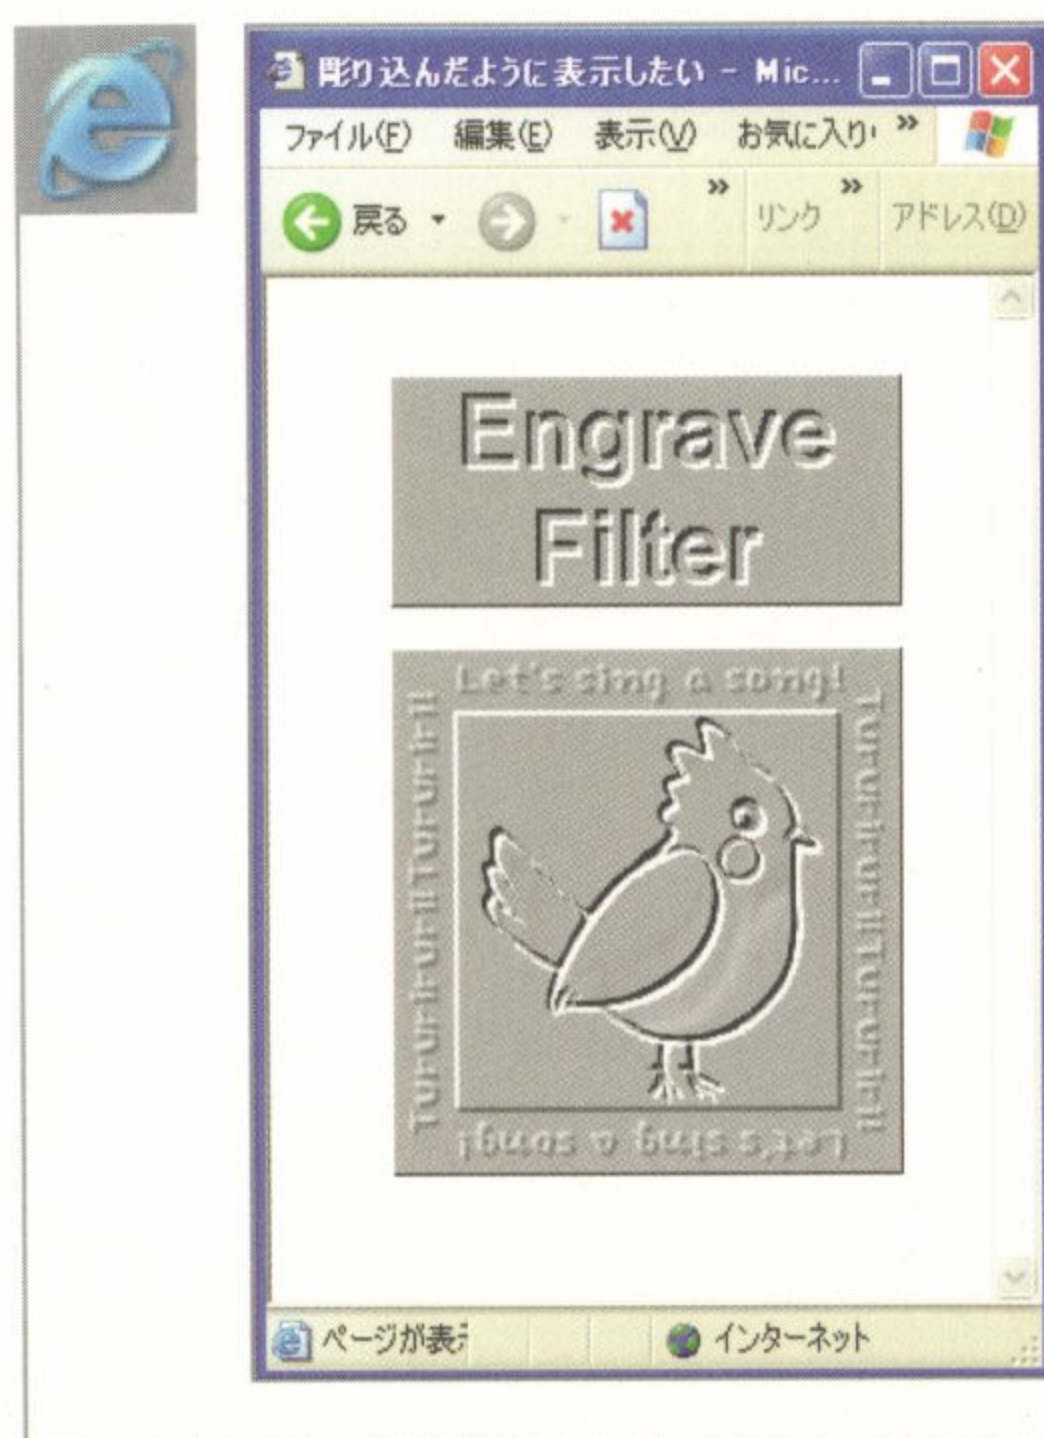 彫り込んだように表示したい - Mic...
ファイル(F) 編集(E) 表示(V) お気に入り »
戻る » リンク » アドレス(D)
Engrave
Filter
Let's sing a song!
Let's sing a song!
ページが表示
インターネット